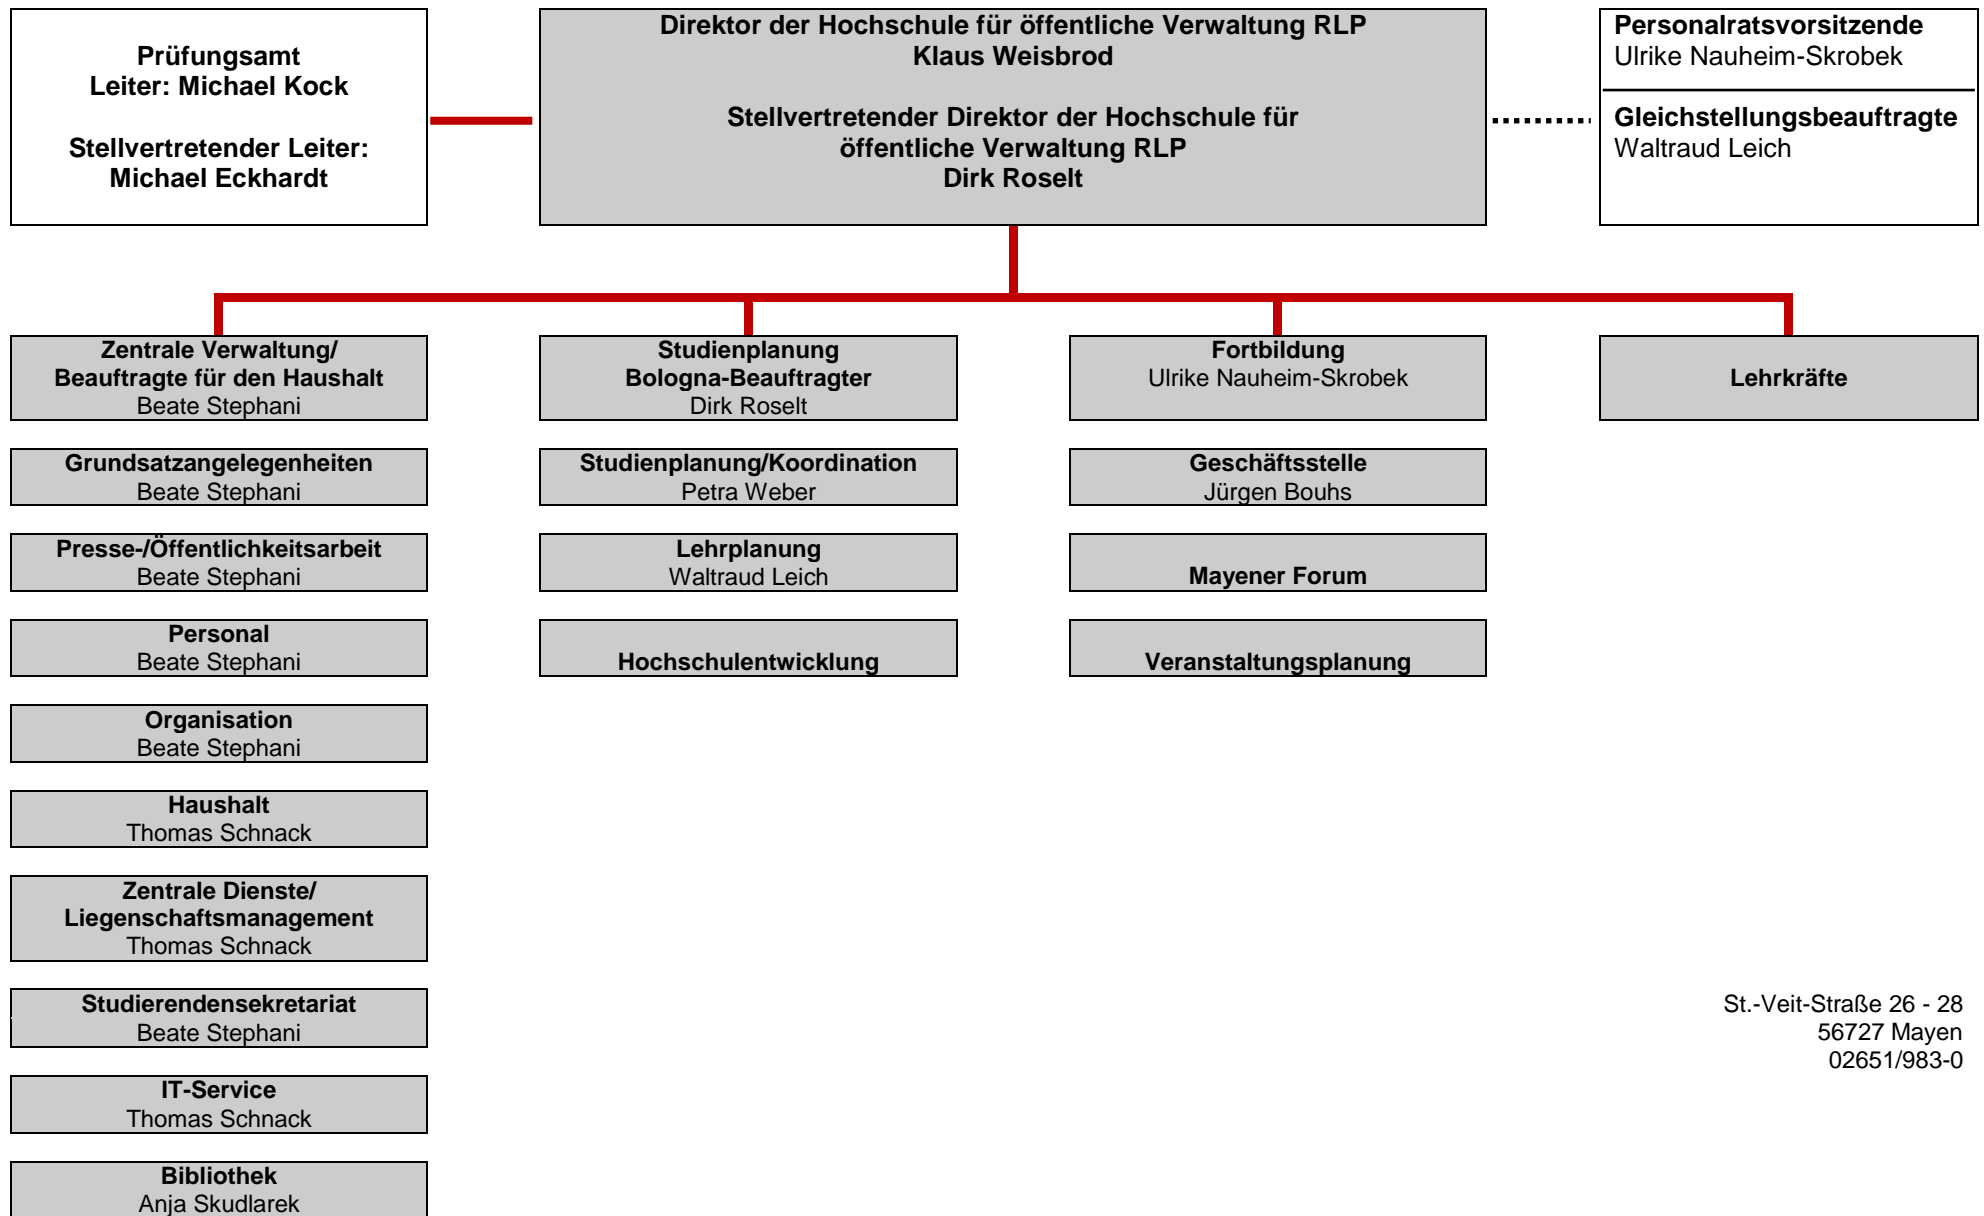 Prüfungsamt
Leiter: Michael Kock
Stellvertretender Leiter:
Michael Eckhardt
Direktor der Hochschule für öffentliche Verwaltung RLP
Klaus Weisbrod
Stellvertretender Direktor der Hochschule für
öffentliche Verwaltung RLP
Dirk Roselt
Personalratsvorsitzende
Ulrike Nauheim-Skrobek
Gleichstellungsbeauftragte
Waltraud Leich
Zentrale Verwaltung/
Beauftragte für den Haushalt
Beate Stephani
Grundsatzangelegenheiten
Beate Stephani
Presse-/Öffentlichkeitsarbeit
Beate Stephani
Personal
Beate Stephani
Organisation
Beate Stephani
Haushalt
Thomas Schnack
Zentrale Dienste/
Liegenschaftsmanagement
Thomas Schnack
Studierendensekretariat
Beate Stephani
IT-Service
Thomas Schnack
Bibliothek
Anja Skudlarek
Studienplanung
Bologna-Beauftragter
Dirk Roselt
Studienplanung/Koordination
Petra Weber
Lehrplanung
Waltraud Leich
Hochschulentwicklung
Fortbildung
Ulrike Nauheim-Skrobek
Geschäftsstelle
Jürgen Bouhs
Mayener Forum
Veranstaltungsplanung
Lehrkräfte
St.-Veit-Straße 26 - 28
56727 Mayen
02651/983-0